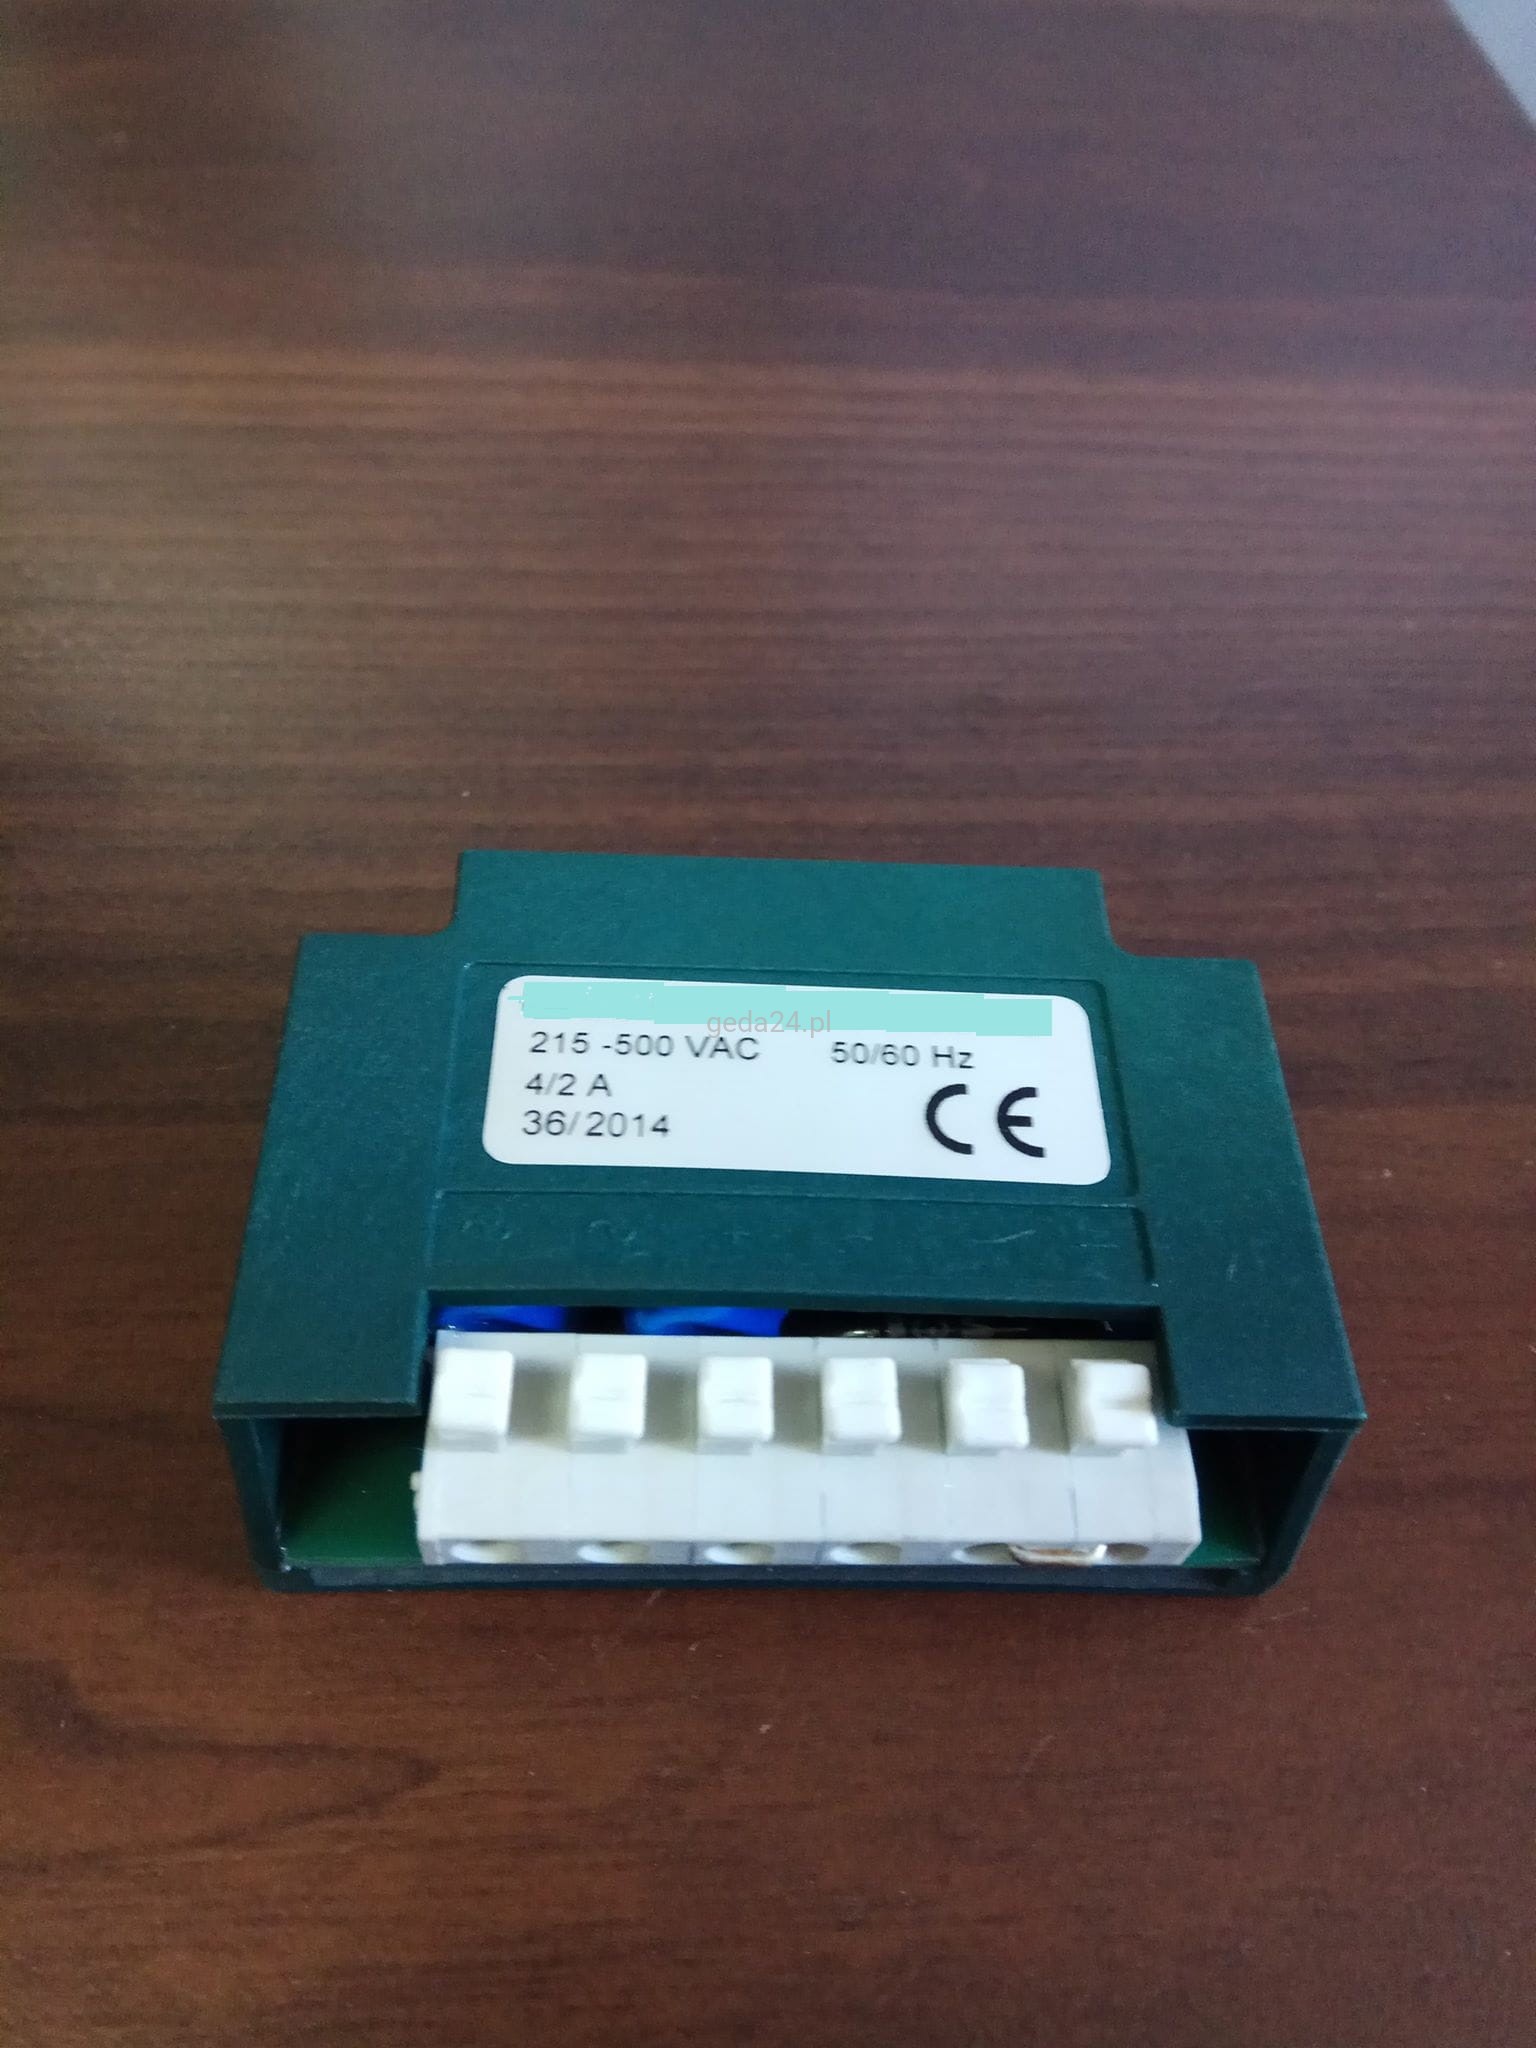 geda24.pl
215 -500 VAC 50/60 Hz
4/2 A
36/2014
CE